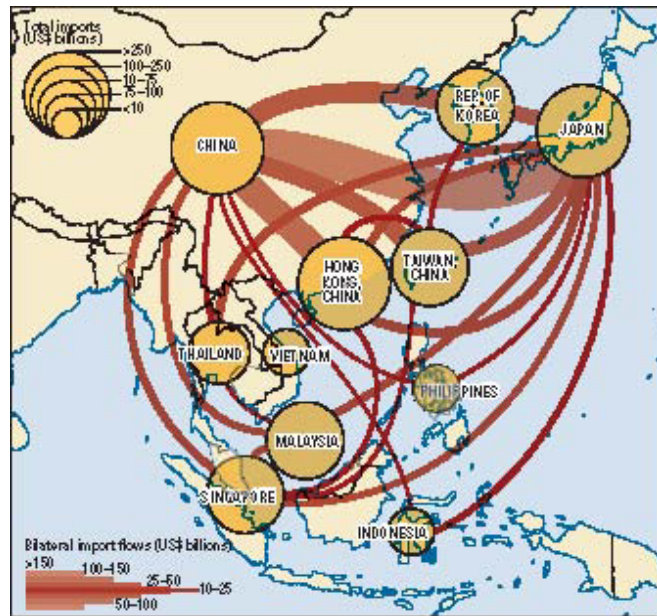 Total imports
(US$ billions)
>250
100–250
10–75
75–100
<10
REP. OF
KOREA
JAPAN
CHINA
HONG
KONG,
CHINA
TAIWAN,
CHINA
THAILAND
VIETNAM
PHILIPPINES
MALAYSIA
SINGAPORE
INDONESIA
Bilateral import flows (US$ billions)
>150
100–150
25–50
10–25
50–100